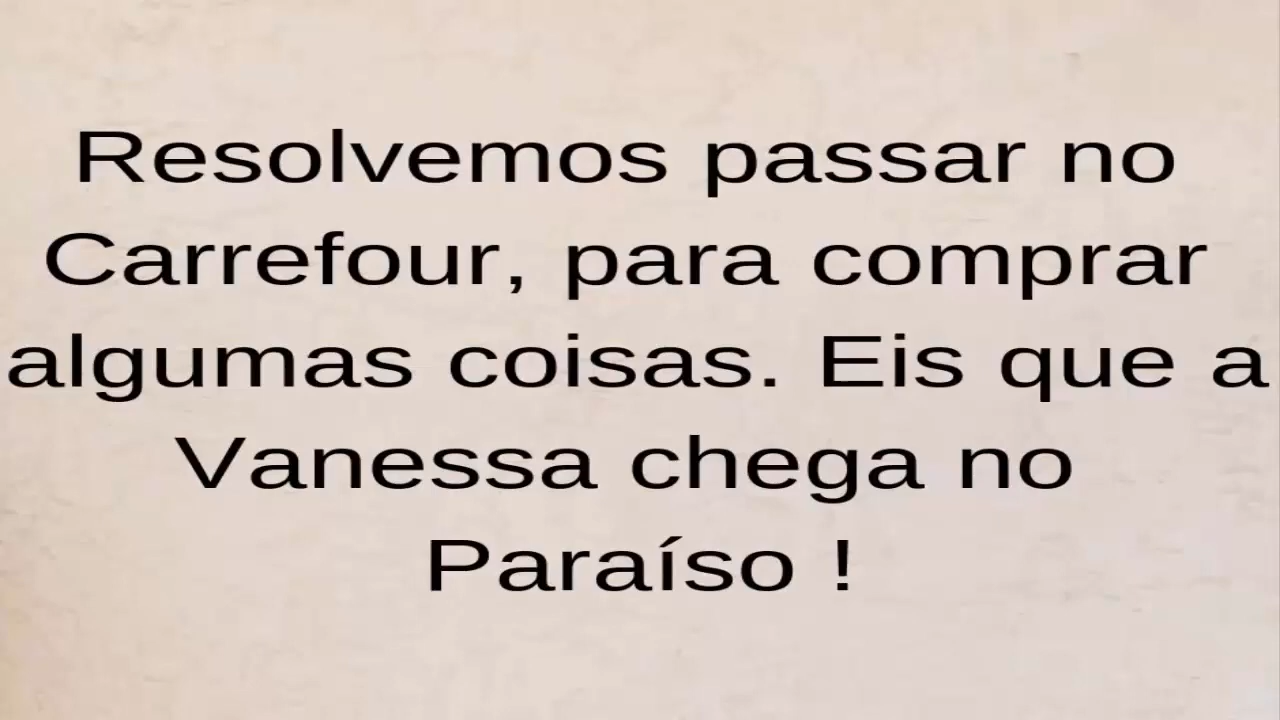 Resolvemos passar no
Carrefour, para comprar
algumas coisas. Eis que a
Vanessa chega no
Paraíso !